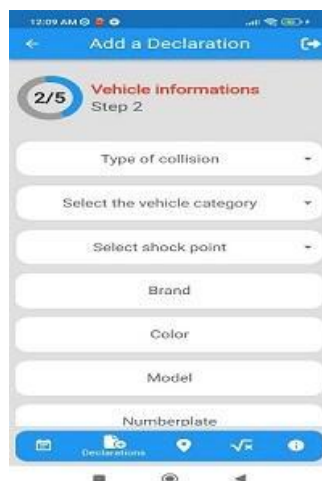 12:09 AM
Add a Declaration
2/5
Vehicle informations
Step 2
Type of collision
Select the vehicle category
Select shock point
Brand
Color
Model
Numberplate
Declarations